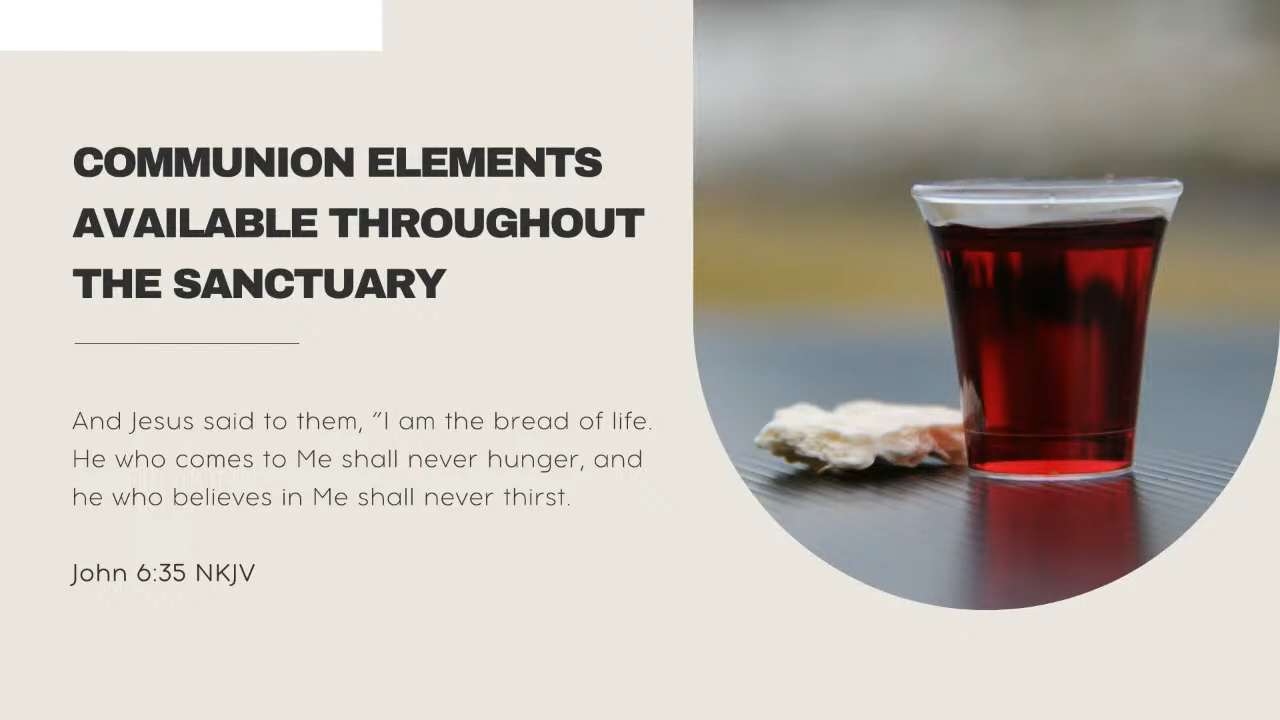 COMMUNION ELEMENTS
AVAILABLE THROUGHOUT
THE SANCTUARY
And Jesus said to them, “I am the bread of life.
He who comes to Me shall never hunger, and
he who believes in Me shall never thirst.
John 6:35 NKJV